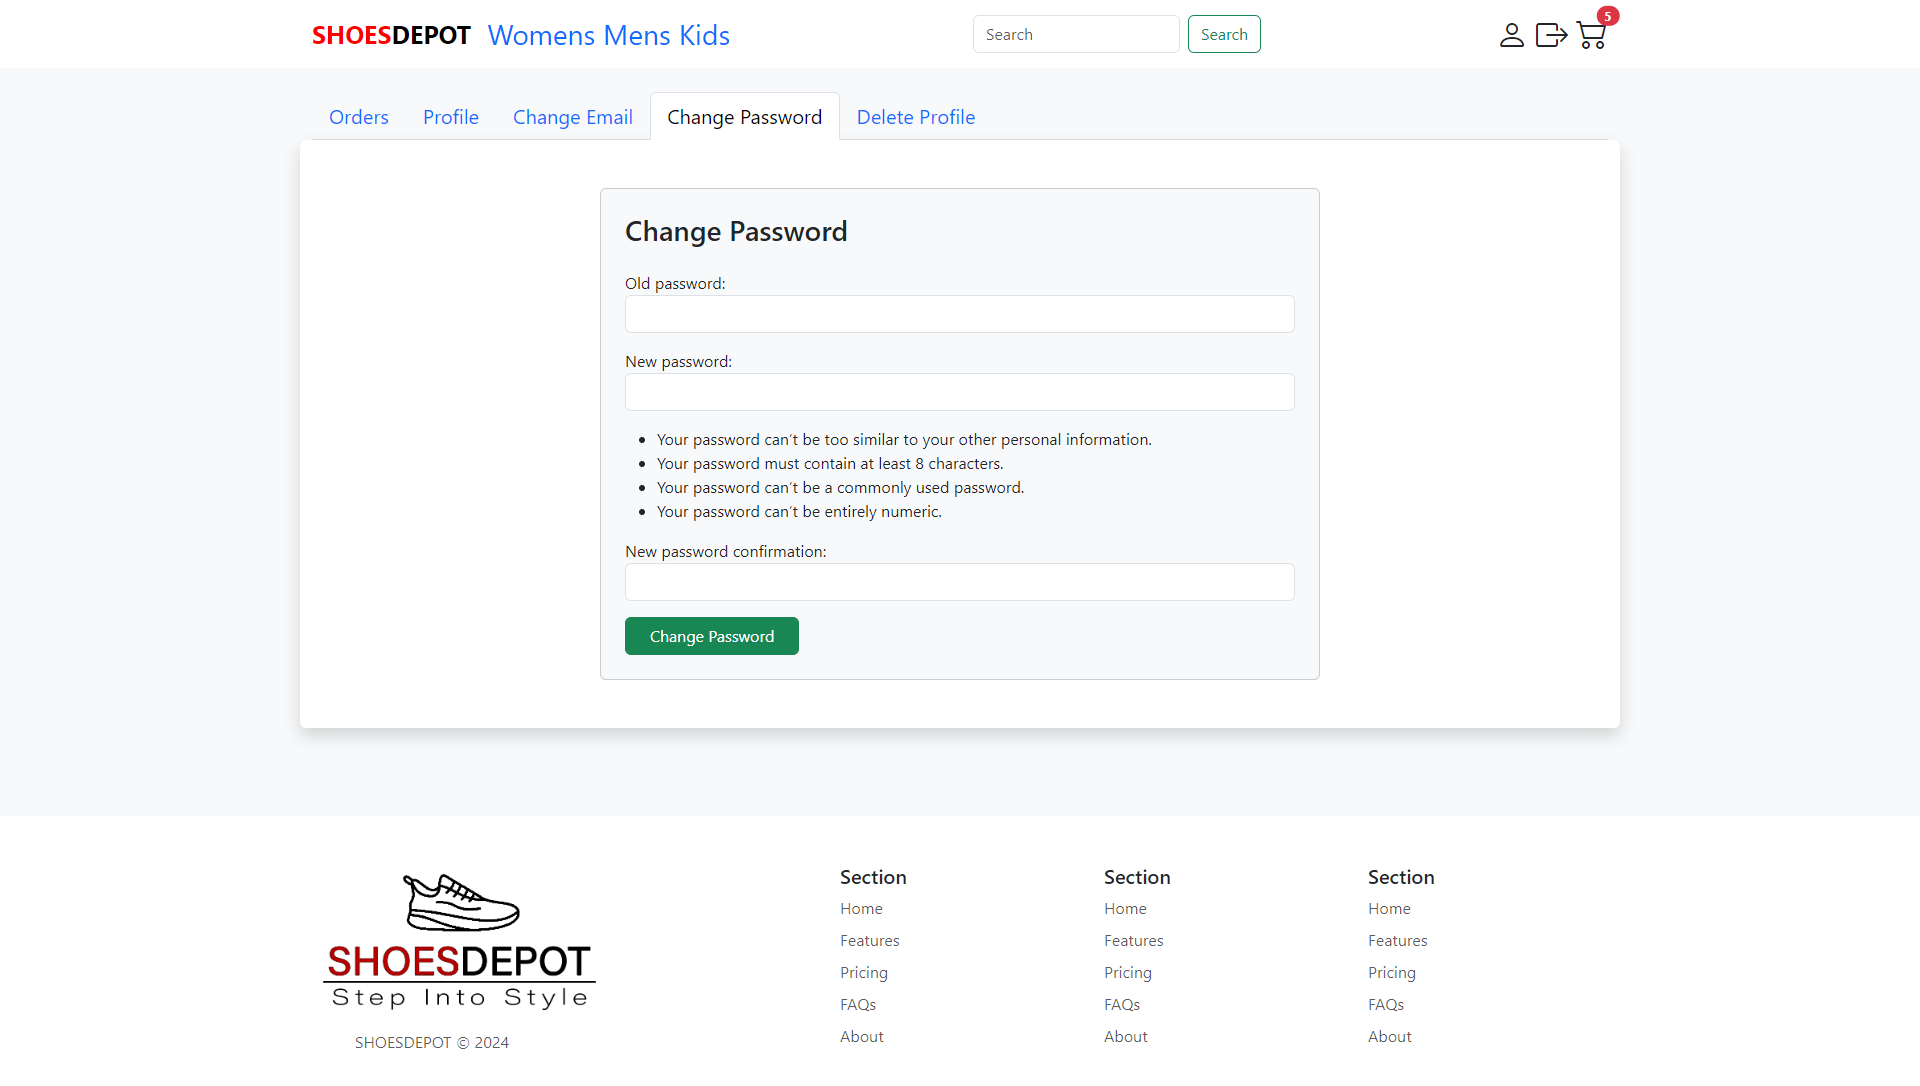 SHOESDEPOT Womens Mens Kids Search Search 5
Orders Profile Change Email Change Password Delete Profile
Change Password
Old password:
New password:
• Your password can't be too similar to your other personal information.
• Your password must contain at least 8 characters.
• Your password can't be a commonly used password.
• Your password can't be entirely numeric.
New password confirmation:
Change Password
SHOESDEPOT
Step Into Style
SHOESDEPOT © 2024
Section
Home
Features
Pricing
FAQs
About
Section
Home
Features
Pricing
FAQs
About
Section
Home
Features
Pricing
FAQs
About